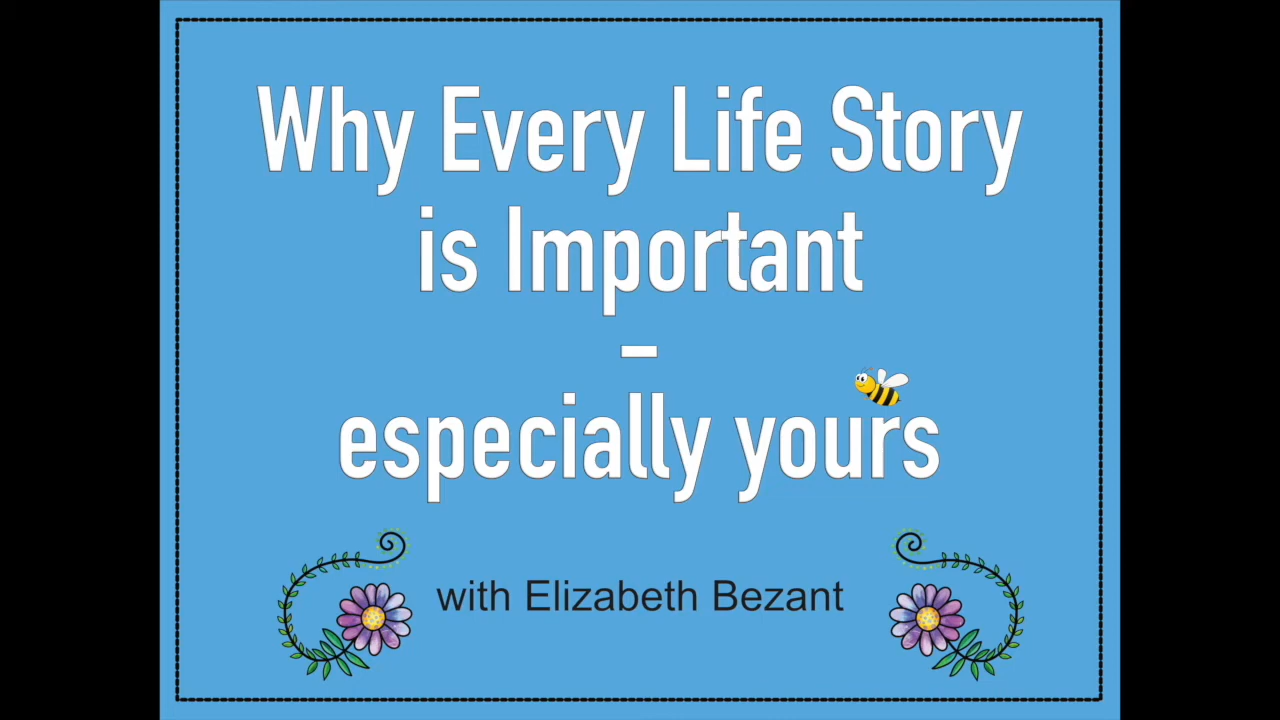 Why Every Life Story
is Important
–
especially yours
with Elizabeth Bezant